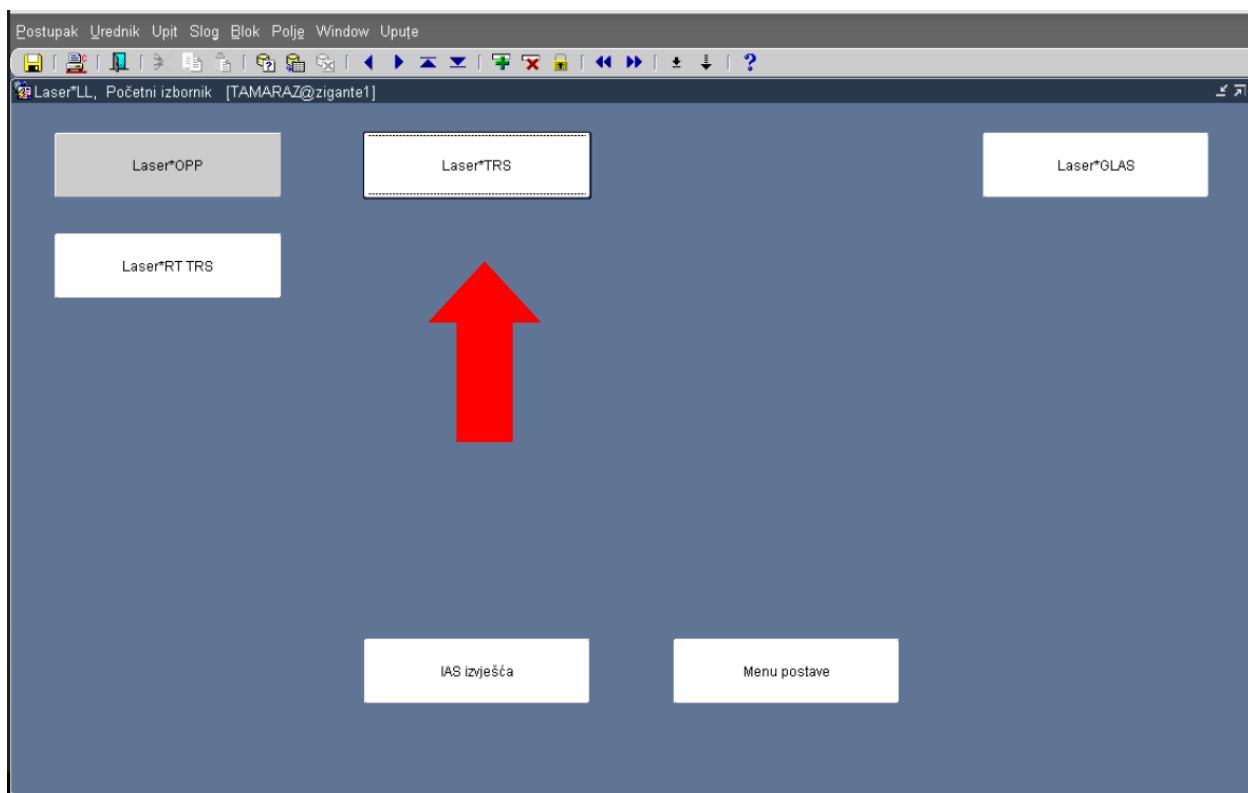 Postupak Urednik Upit Slog Blok Polje Window Upute
Laser*LL, Početni izbornik [TAMARAZ@zigante1]
Laser*OPP Laser*TRS Laser*GLAS
Laser*RT TRS
IAS izvješća Menu postave